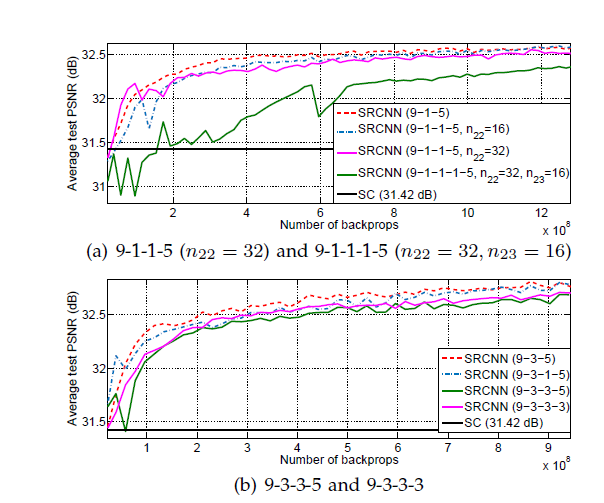 Average test PSNR (dB)
32.5
32
31.5
31
SRCNN (9−1−5)
SRCNN (9−1−1−5, n22=16)
SRCNN (9−1−1−5, n22=32)
SRCNN (9−1−1−1−5, n22=32, n23=16)
SC (31.42 dB)
2 4 6 8 10 12
Number of backprops
x 10^8
(a) 9-1-1-5 (n22 = 32) and 9-1-1-1-5 (n22 = 32, n23 = 16)
Average test PSNR (dB)
32.5
32
31.5
SRCNN (9−3−5)
SRCNN (9−3−1−5)
SRCNN (9−3−3−5)
SRCNN (9−3−3−3)
SC (31.42 dB)
1 2 3 4 5 6 7 8 9
Number of backprops
x 10^8
(b) 9-3-3-5 and 9-3-3-3